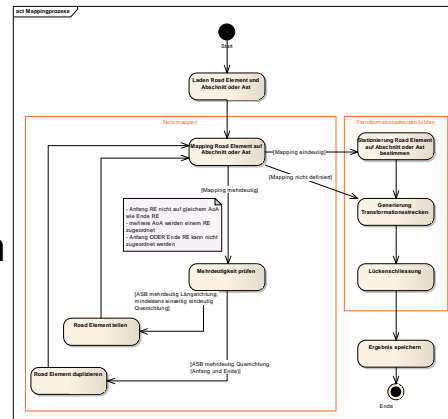 act Mappingprozess
Start
Laden Road Element und
Abschnitt oder Ast
Netz mappen
Transformationsstrecken bilden
Mapping Road Element auf
Abschnitt oder Ast
[Mapping eindeutig]
Stationierung Road Element
auf Abschnitt oder Ast
bestimmen
[Mapping nicht definiert]
[Mapping mehrdeutig]
- Anfang RE nicht auf gleichem AoA
wie Ende RE
- mehrere AoA werden einem RE
zugeordnet
- Anfang ODER Ende RE kann nicht
zugeordnet werden
Generierung
Transformationsstrecken
n
Mehrdeutigkeit prüfen
Lückenschliessung
[ASB mehrdeutig Längsrichtung,
mindestens einseitig eindeutig
Querrichtung]
Road Element teilen
Ergebnis speichern
[ASB mehrdeutig Querrichtung
(Anfang und Ende)]
Road Element duplizieren
Ende